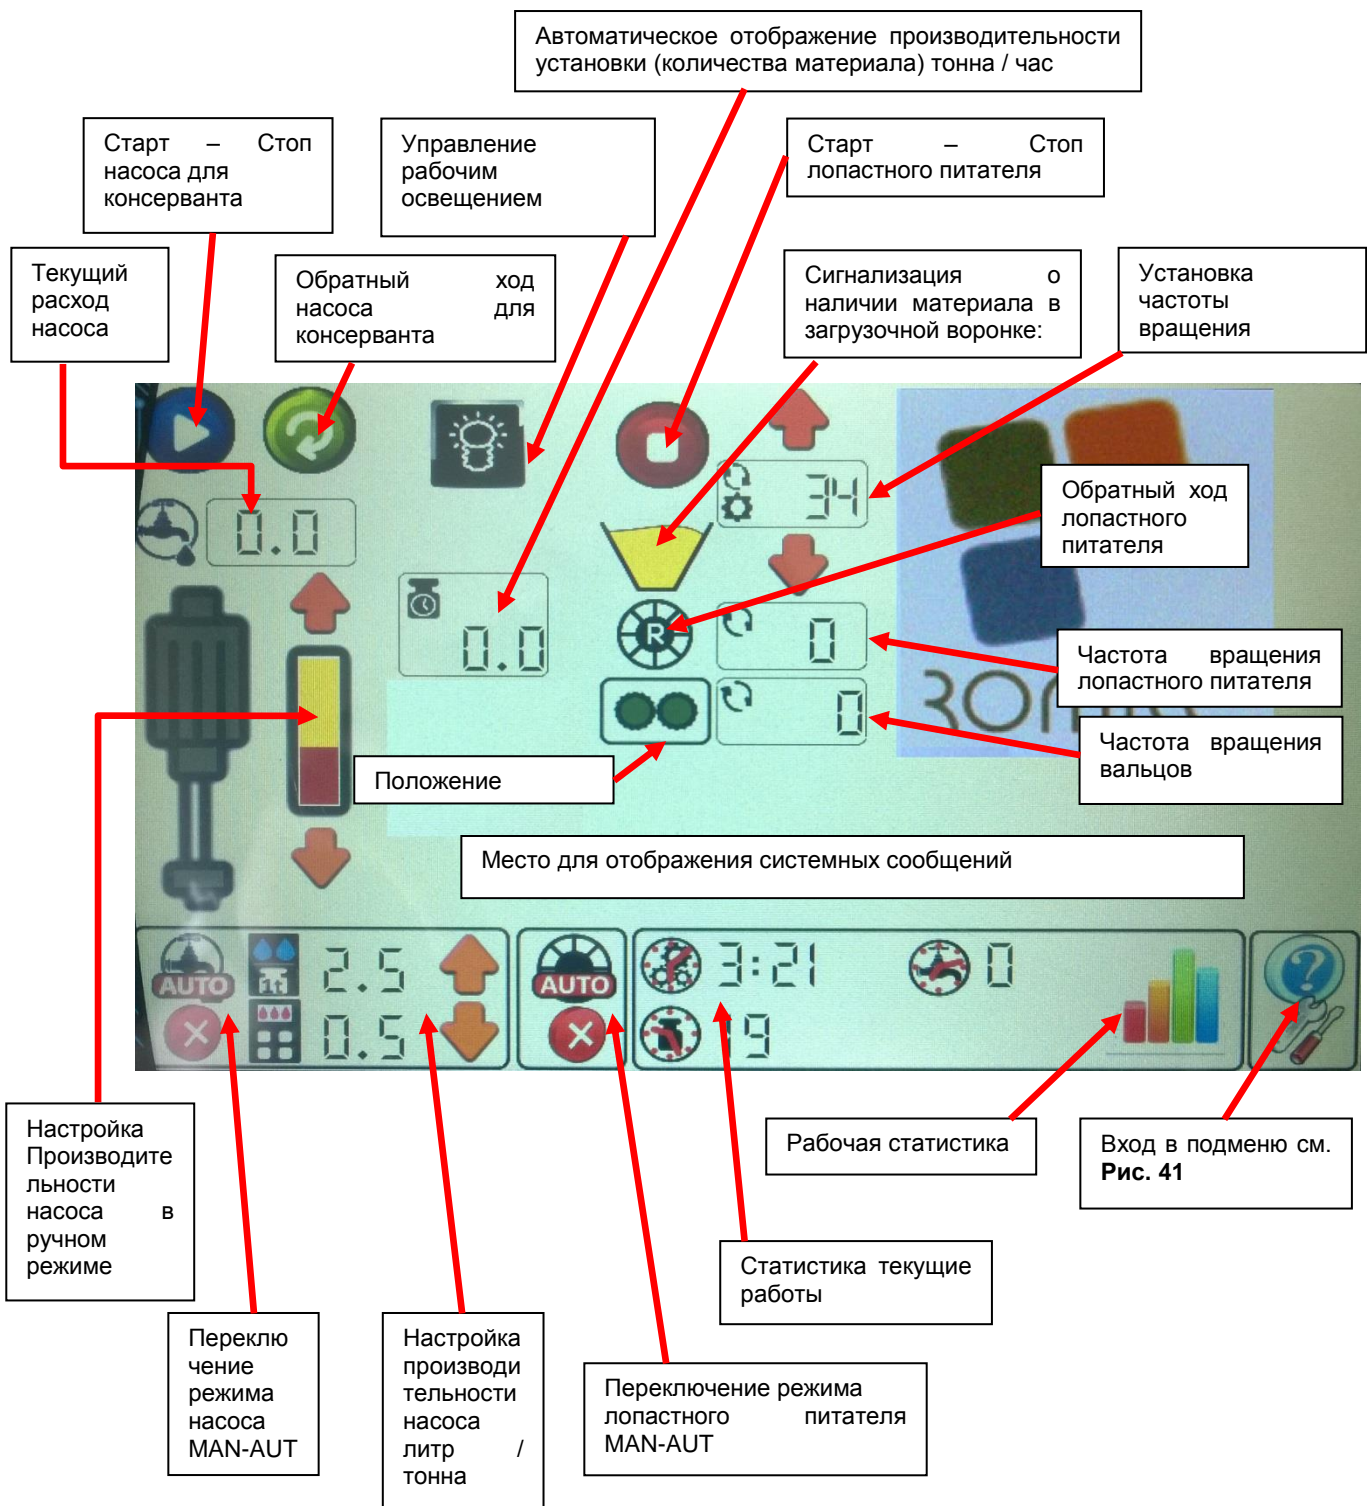 Автоматическое отображение производительности
установки (количества материала) тонна / час
Старт – Стоп
насоса для
консерванта
Управление
рабочим
освещением
Старт – Стоп
лопастного питателя
Текущий
расход
насоса
Обратный ход
насоса для
консерванта
Сигнализация о
наличии материала в
загрузочной воронке:
Установка
частоты
вращения
34
0.0
Обратный ход
лопастного
питателя
0.0
R
0
Частота вращения
лопастного питателя
0
Частота вращения
вальцов
Положение
Место для отображения системных сообщений
AUTO
1t
2.5
AUTO
3:21
0
0.5
19
Настройка
Производите
льности
насоса в
ручном
режиме
Рабочая статистика
Вход в подменю см.
Рис. 41
Статистика текущие
работы
Переклю
чение
режима
насоса
MAN-AUT
Настройка
производи
тельности
насоса
литр /
тонна
Переключение режима
лопастного питателя
MAN-AUT